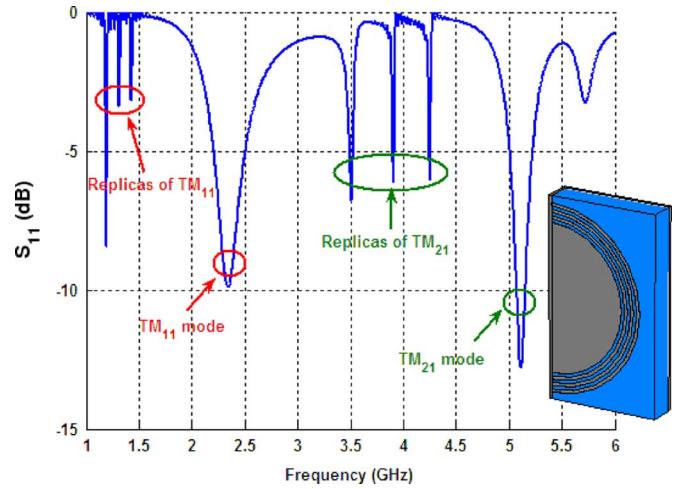 0
-5
-10
-15
S11 (dB)
Replicas of TM11
TM11 mode
Replicas of TM21
TM21 mode
1 1.5 2 2.5 3 3.5 4 4.5 5 5.5 6
Frequency (GHz)